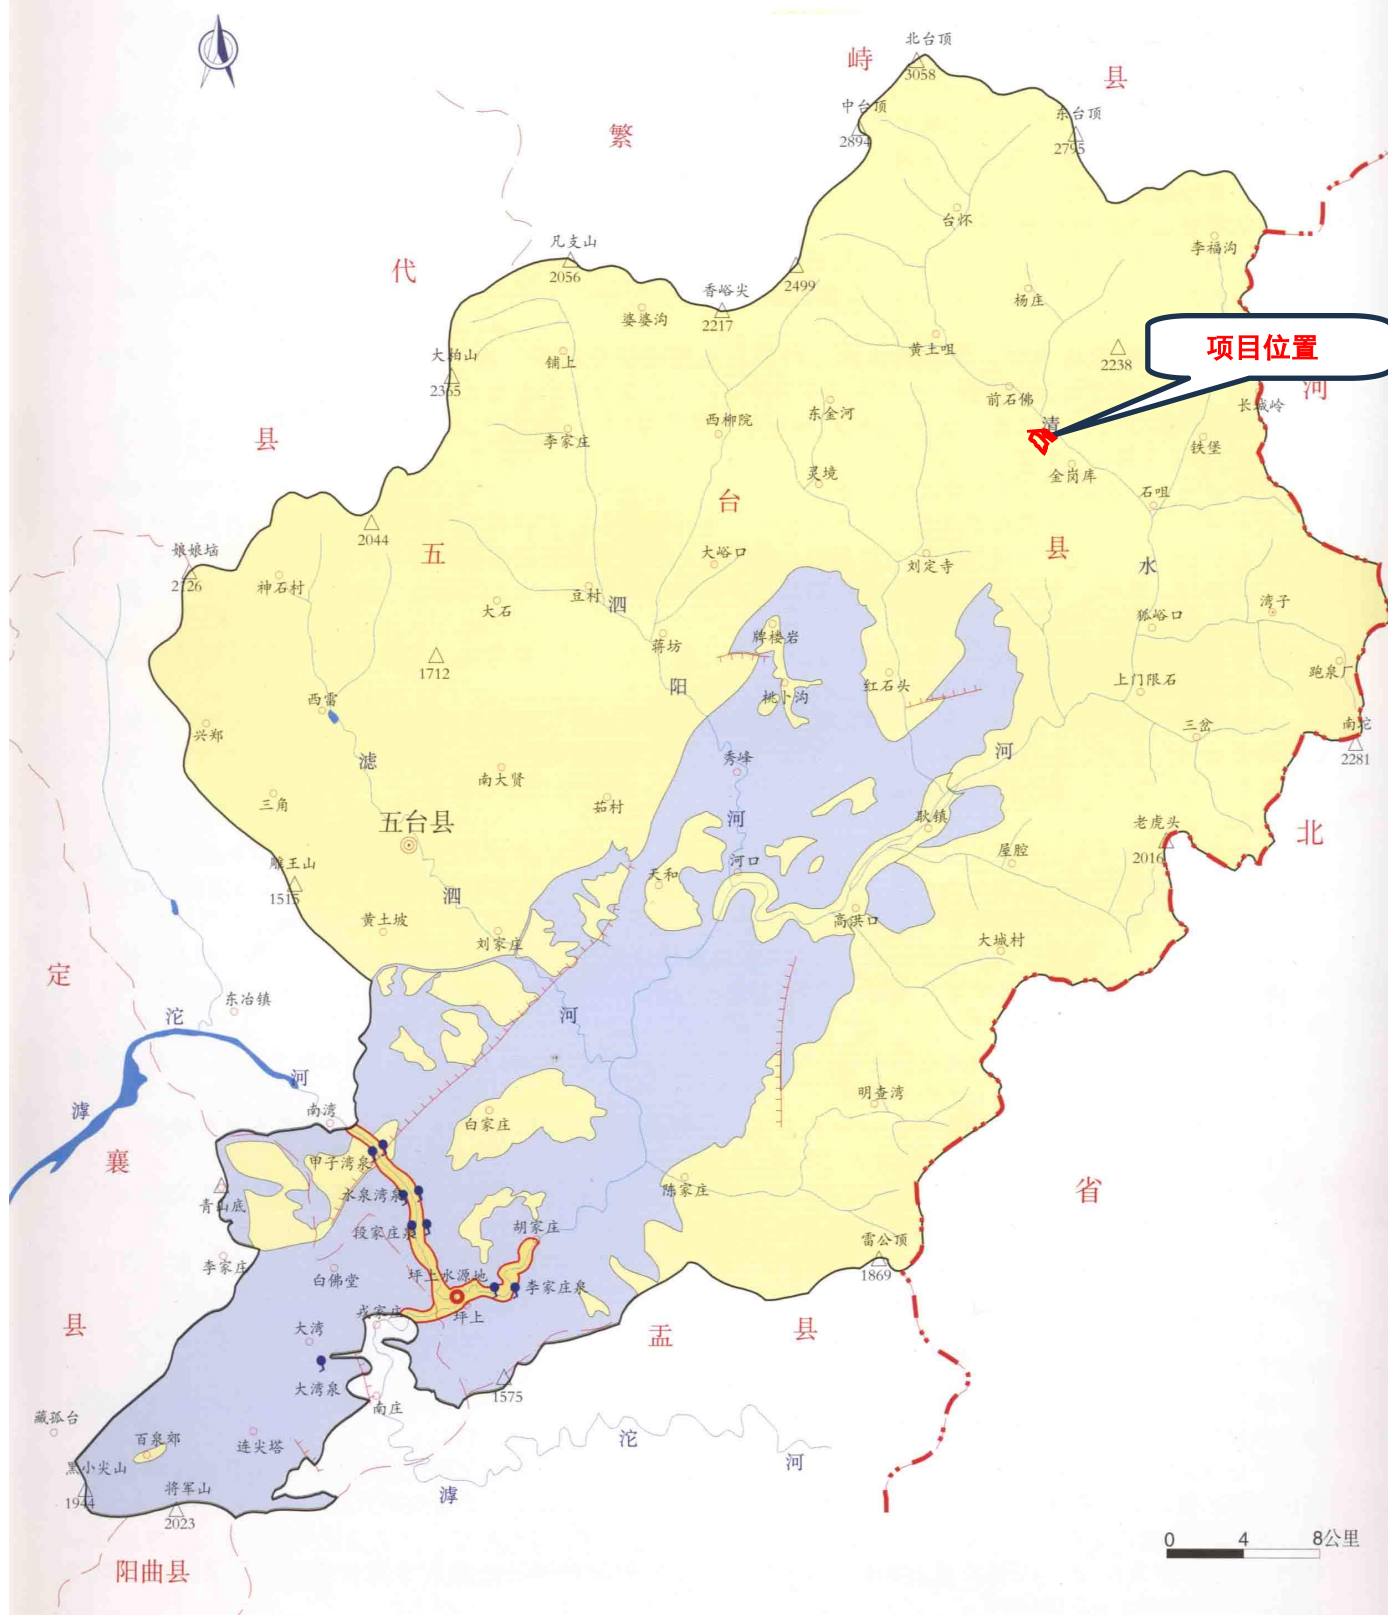 北台顶
3058
峙
县
中台顶
2894
东台顶
2795
繁
台怀
李福沟
凡支山
2056
代
2499
香峪尖
2217
杨庄
婆婆沟
项目位置
大柏山
2365
铺上
黄土咀
2238
河
前石佛
长城岭
东金河
西柳院
清
县
李家庄
铁堡
金岗库
灵境
石咀
台
2044
五
县
娘娘垴
2126
神石村
大峪口
刘定寺
水
豆村
泗
大石
湾子
狐峪口
蒋坊
牌楼岩
1712
跑泉厂
阳
红石头
上门限石
桃卜沟
西雷
兴郑
三岔
南坨
2281
滤
秀峰
河
南大贤
三角
茹村
五台县
河
耿镇
老虎头
2016
北
雕王山
1515
天和
河口
屋腔
泗
黄土坡
刘家庄
高洪口
大城村
定
东冶镇
沱
河
河
滹
南湾
明查湾
白家庄
襄
甲子湾泉
水泉湾泉
陈家庄
省
青山底
段家庄泉
胡家庄
李家庄
白佛堂
坪上水源地
李家庄泉
雷公顶
1869
戎家庄
坪上
县
大湾
盂
县
大湾泉
1575
南庄
藏孤台
百泉郊
连尖塔
沱
河
黑小尖山
1944
将军山
2023
滹
0 4 8公里
阳曲县